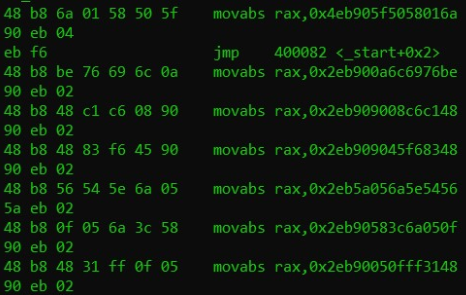 48 b8 6a 01 58 50 5f movabs rax,0x4eb905f5058016a
90 eb 04
eb f6 jmp 400082 <_start+0x2>
48 b8 be 76 69 6c 0a movabs rax,0x2eb900a6c6976be
90 eb 02
48 b8 48 c1 c6 08 90 movabs rax,0x2eb909008c6c148
90 eb 02
48 b8 48 83 f6 45 90 movabs rax,0x2eb909045f68348
90 eb 02
48 b8 56 54 5e 6a 05 movabs rax,0x2eb5a056a5e5456
5a eb 02
48 b8 0f 05 6a 3c 58 movabs rax,0x2eb90583c6a050f
90 eb 02
48 b8 48 31 ff 0f 05 movabs rax,0x2eb90050fff3148
90 eb 02